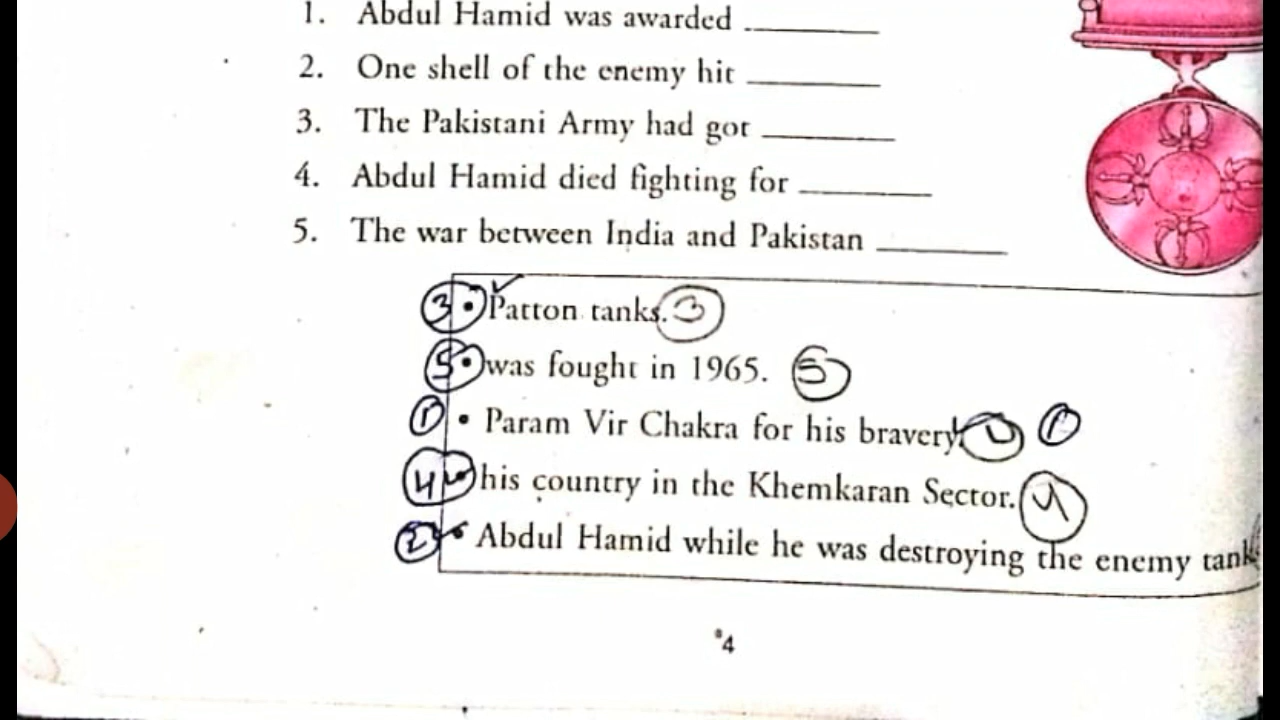 1. Abdul Hamid was awarded ________
2. One shell of the enemy hit ________
3. The Pakistani Army had got ________
4. Abdul Hamid died fighting for ________
5. The war between India and Pakistan ________
3 • Patton tanks. 3
5 • was fought in 1965. 5
1 • Param Vir Chakra for his bravery. 1
4 • his country in the Khemkaran Sector. 4
2 • Abdul Hamid while he was destroying the enemy
4